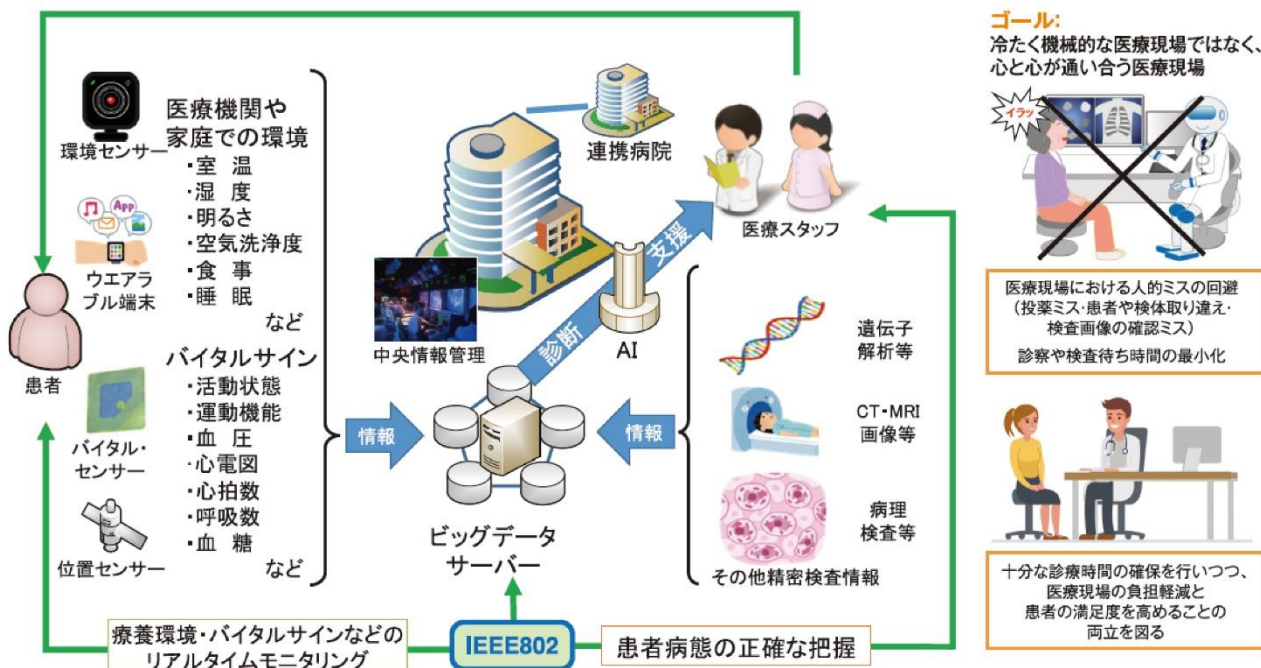 環境センサー
ウエアラ
ブル端末
患者
バイタル・
センサー
位置センサー
医療機関や
家庭での環境
・室 温
・湿 度
・明るさ
・空気洗浄度
・食 事
・睡 眠
など
バイタルサイン
・活動状態
・運動機能
・血 圧
・心電図
・心拍数
・呼吸数
・血 糖
など
App
情報
連携病院
中央情報管理
診断
支援
AI
医療スタッフ
ビッグデータ
サーバー
情報
遺伝子
解析等
CT・MRI
画像等
病理
検査等
その他精密検査情報
療養環境・バイタルサインなどの
リアルタイムモニタリング
IEEE802
患者病態の正確な把握
ゴール:
冷たく機械的な医療現場ではなく、
心と心が通い合う医療現場
イラッ
医療現場における人的ミスの回避
(投薬ミス・患者や検体取り違え・
検査画像の確認ミス)
診察や検査待ち時間の最小化
十分な診療時間の確保を行いつつ、
医療現場の負担軽減と
患者の満足度を高めることの
両立を図る